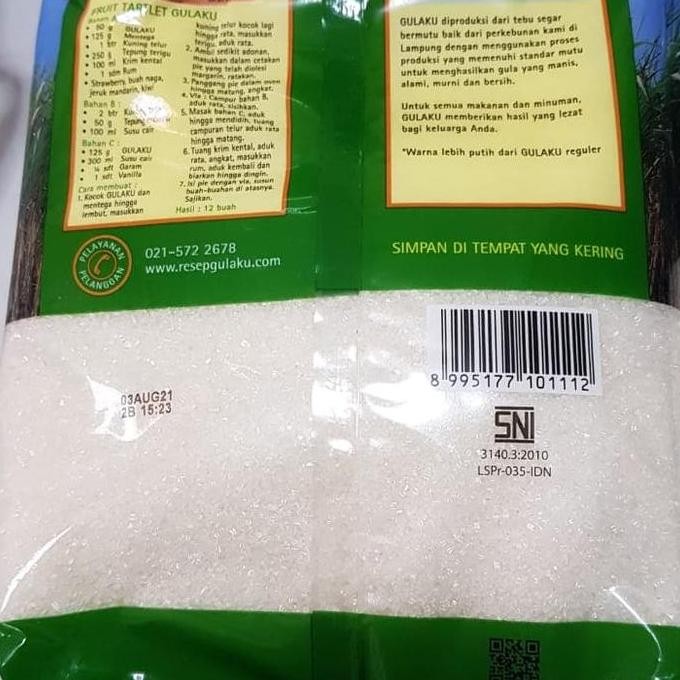 FRUIT TARTLET GULAKU
Bahan A
• 50 g GULAKU
• 125 g Mentega
• 1 btr Kuning telur
• 250 g Tepung terigu
• 100 ml Krim kental
• 1 sdm Rum
• Strawberry, buah naga,
jeruk mandarin, kiwi
Bahan B :
• 2 btr
• 50 g
• 100 ml Susu cair
Bahan C :
• 125 g GULAKU
• 300 ml Susu cair
• ¼ sdt Garam
• 1 sdt Vanilla
Cara membuat :
1. Kocok GULAKU dan
mentega hingga
lembut, masukkan
kuning telur kocok lagi
hingga rata, masukkan
terigu, aduk rata.
2. Ambil sedikit adonan,
masukkan dalam cetakan
pie yang telah diolesi
margarin, ratakan.
3. Panggang pie dalam oven
hingga matang, angkat.
4. Vla : Campur bahan B,
aduk rata, sisihkan.
5. Masak bahan C, aduk
hingga mendidih, tuang
campuran telur aduk rata
hingga matang.
6. Tuang krim kental, aduk
rata, angkat, masukkan
rum, aduk kembali dan
biarkan hingga dingin.
7. Isi pie dengan vla, susun
buah-buahan di atasnya.
Sajikan.
Hasil : 12 buah
GULAKU diproduksi dari tebu segar
bermutu baik dari perkebunan kami di
Lampung dengan menggunakan proses
produksi yang memenuhi standar mutu
untuk menghasilkan gula yang manis,
alami, murni dan bersih.
Untuk semua makanan dan minuman,
GULAKU memberikan hasil yang lezat
bagi keluarga Anda.
*Warna lebih putih dari GULAKU reguler
PELAYANAN PELANGGAN
021-572 2678
www.resepgulaku.com
SIMPAN DI TEMPAT YANG KERING
8 995177 101112
03AUG21
2B 15:23
SNI
3140.3:2010
LSPr-035-IDN